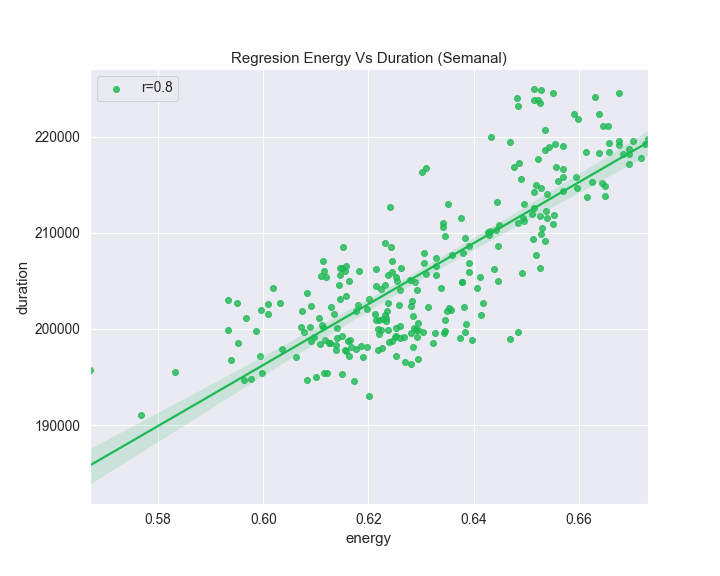 Regresion Energy Vs Duration (Semanal)
r=0.8
220000
210000
200000
190000
duration
0.58 0.60 0.62 0.64 0.66
energy